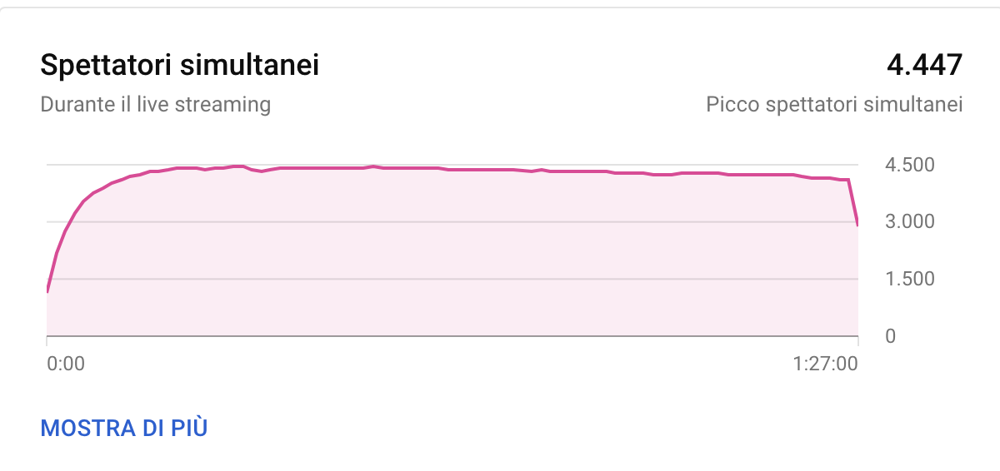 Spettatori simultanei
4.447
Durante il live streaming
Picco spettatori simultanei
4.500
3.000
1.500
0
0:00
1:27:00
MOSTRA DI PIÙ